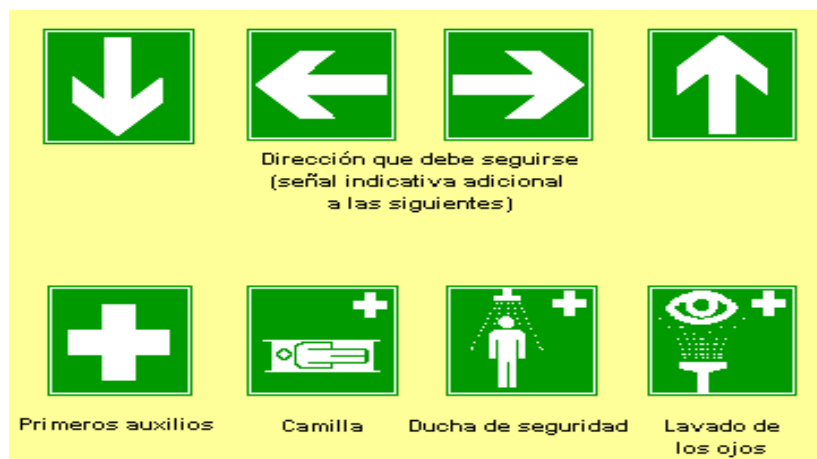 Dirección que debe seguirse
(señal indicativa adicional
a las siguientes)
Primeros auxilios
Camilla
Ducha de seguridad
Lavado de
los ojos